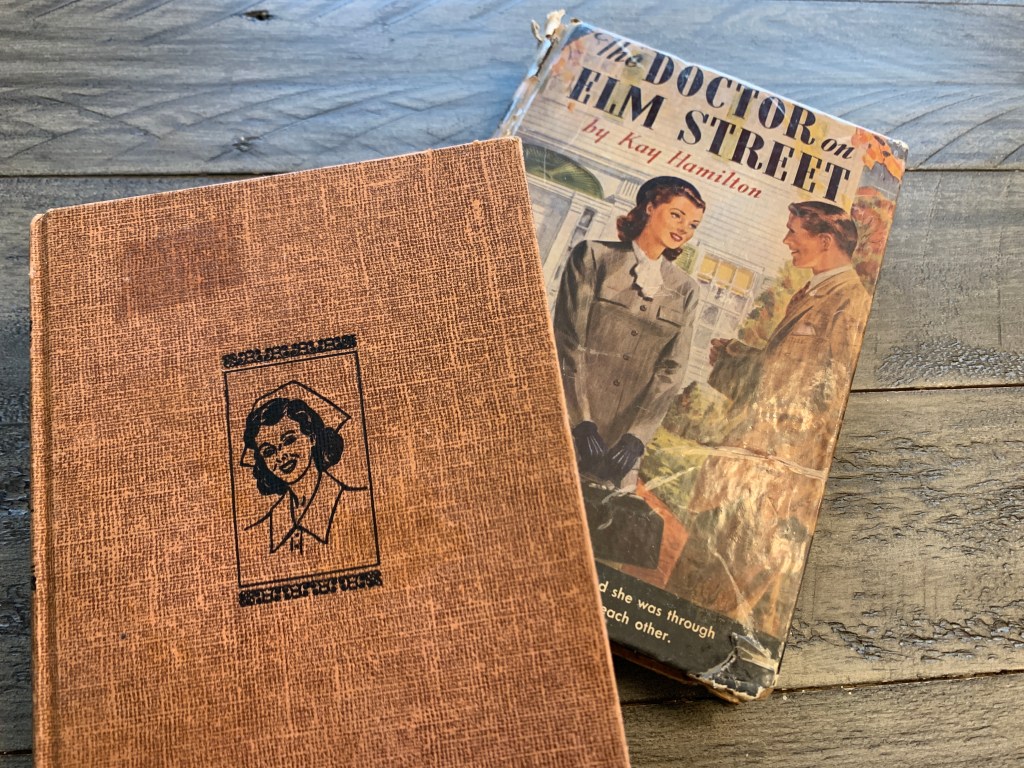 The DOCTOR on
ELM STREET
by Kay Hamilton
d she was through
each other.